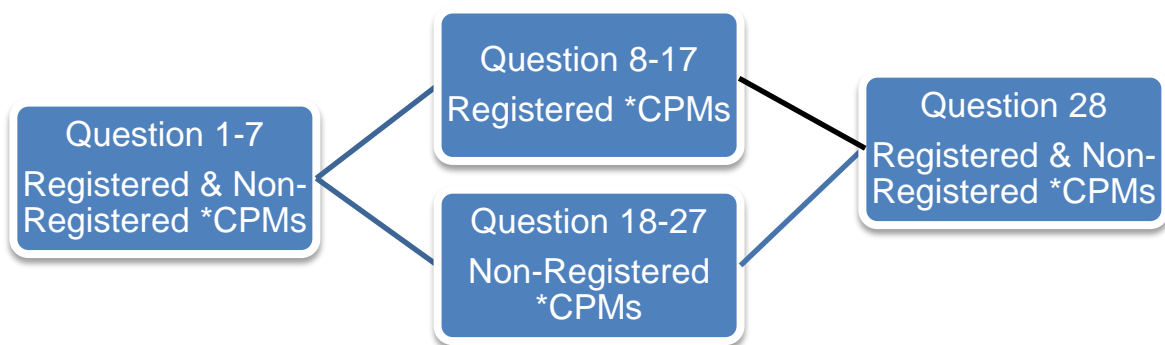 Question 1-7
Registered & Non-
Registered *CPMs
Question 8-17
Registered *CPMs
Question 18-27
Non-Registered
*CPMs
Question 28
Registered & Non-
Registered *CPMs